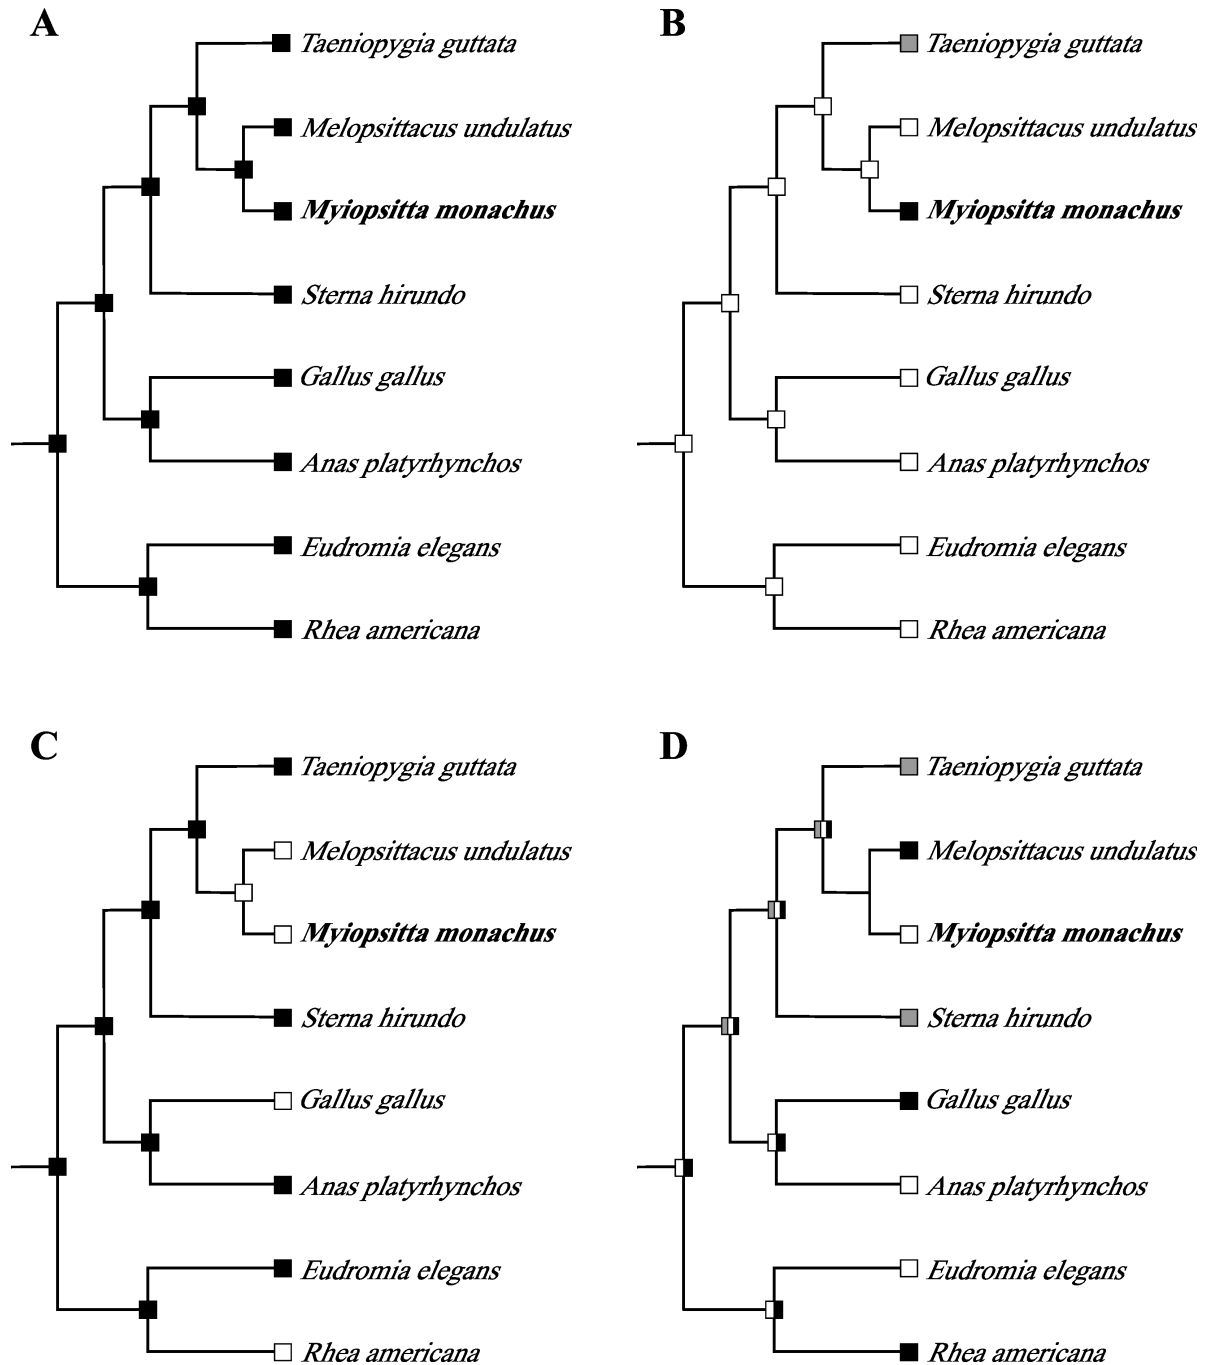 A
Taeniopygia guttata
Melopsittacus undulatus
Myiopsitta monachus
Sterna hirundo
Gallus gallus
Anas platyrhynchos
Eudromia elegans
Rhea americana
B
Taeniopygia guttata
Melopsittacus undulatus
Myiopsitta monachus
Sterna hirundo
Gallus gallus
Anas platyrhynchos
Eudromia elegans
Rhea americana
C
Taeniopygia guttata
Melopsittacus undulatus
Myiopsitta monachus
Sterna hirundo
Gallus gallus
Anas platyrhynchos
Eudromia elegans
Rhea americana
D
Taeniopygia guttata
Melopsittacus undulatus
Myiopsitta monachus
Sterna hirundo
Gallus gallus
Anas platyrhynchos
Eudromia elegans
Rhea americana